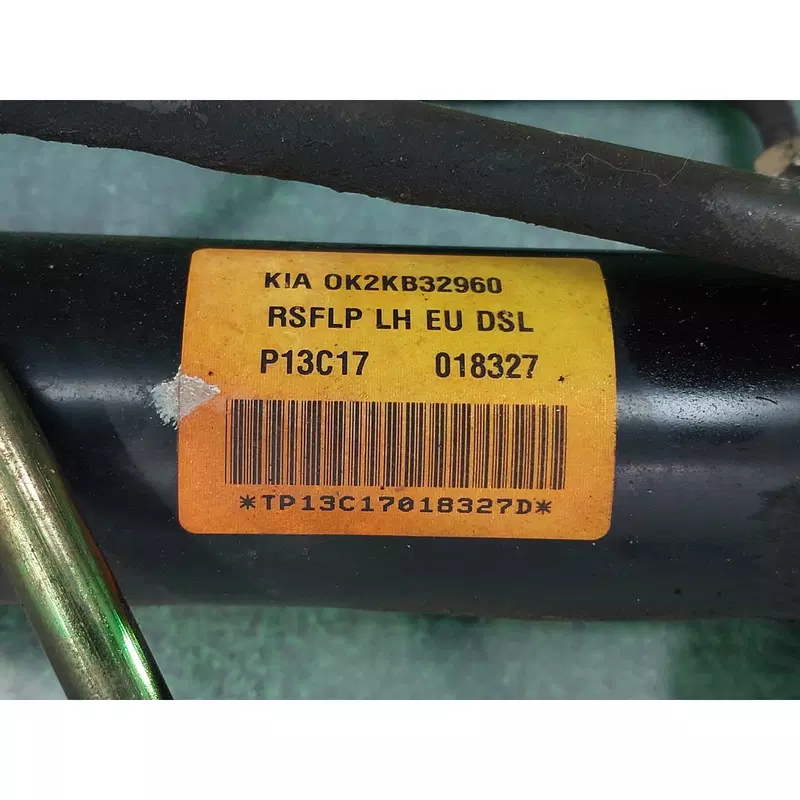 KIA 0K2KB32960
RSFLP LH EU DSL
P13C17 018327
*TP13C17018327D*